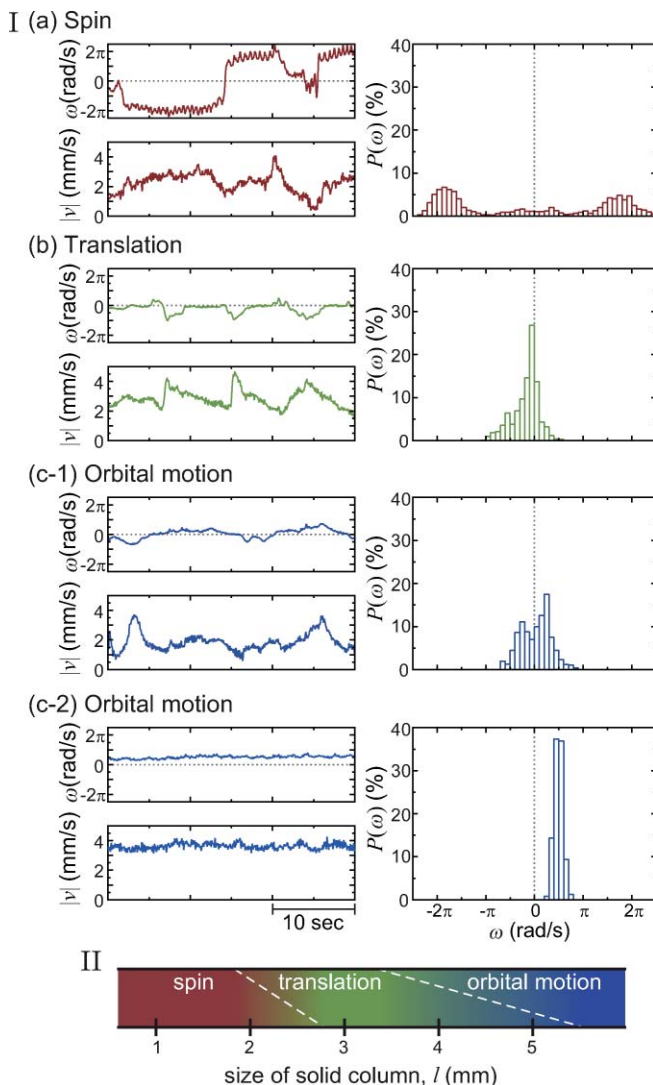 I (a) Spin
ω(rad/s)
2π
0
-2π
|v| (mm/s)
4
2
0
P(ω) (%)
40
30
20
10
0
(b) Translation
ω(rad/s)
2π
0
-2π
|v| (mm/s)
4
2
0
P(ω) (%)
40
30
20
10
0
(c-1) Orbital motion
ω(rad/s)
2π
0
-2π
|v| (mm/s)
4
2
0
P(ω) (%)
40
30
20
10
0
(c-2) Orbital motion
ω(rad/s)
2π
0
-2π
|v| (mm/s)
4
2
0
10 sec
P(ω) (%)
40
30
20
10
0
-2π -π 0 π 2π
ω (rad/s)
II
spin translation orbital motion
1 2 3 4 5
size of solid column, l (mm)